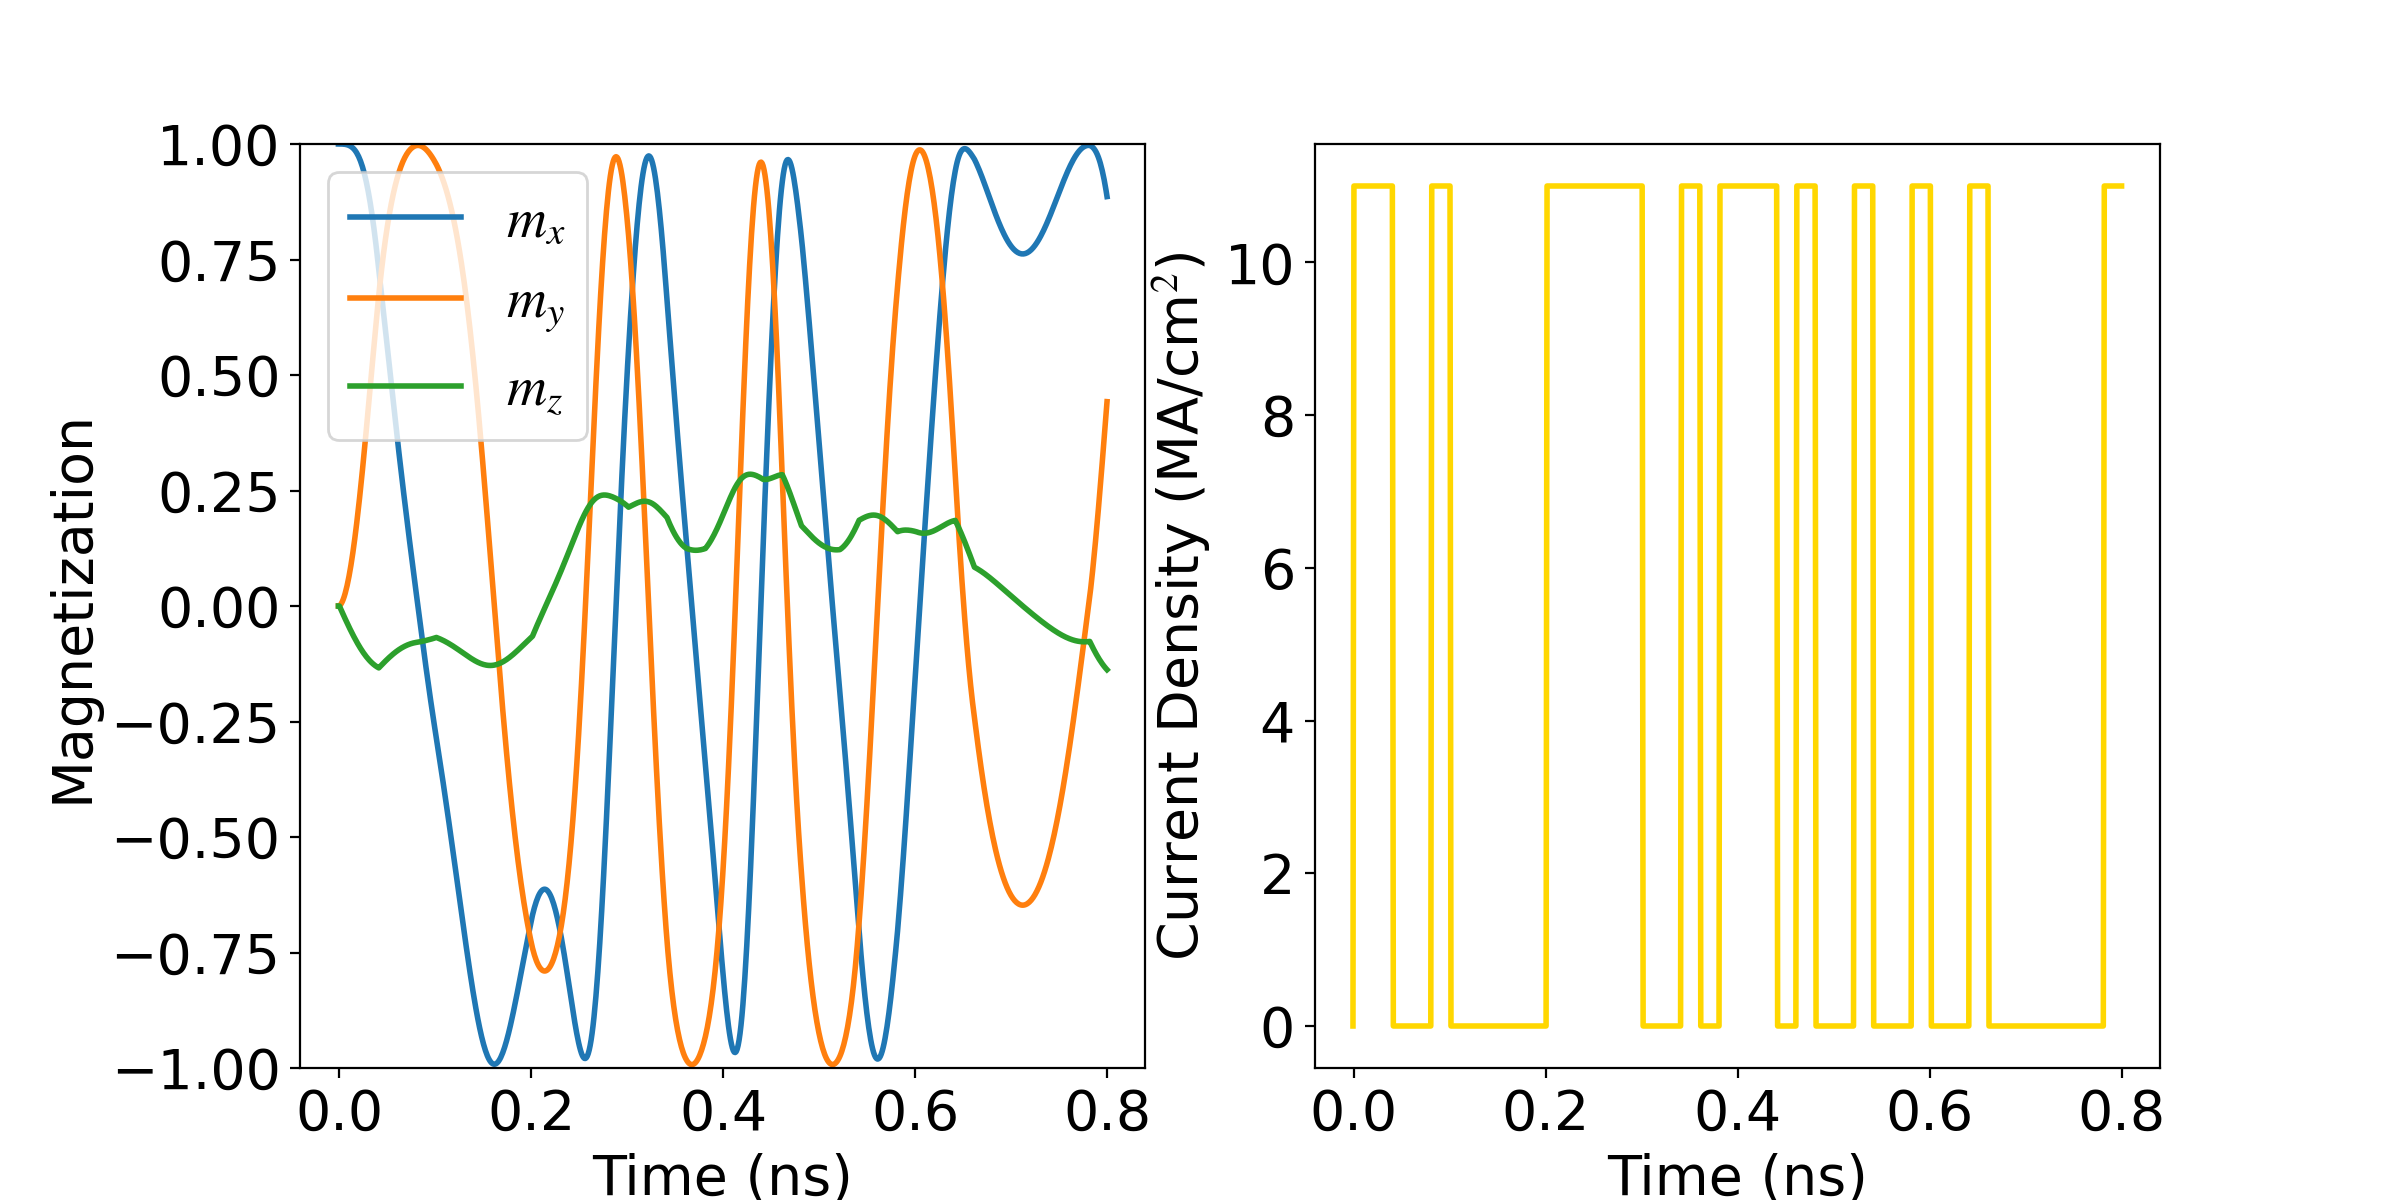 1.00
0.75
0.50
0.25
0.00
−0.25
−0.50
−0.75
−1.00
Magnetization
m_x
m_y
m_z
0.0 0.2 0.4 0.6 0.8
Time (ns)
10
8
6
4
2
0
Current Density (MA/cm²)
0.0 0.2 0.4 0.6 0.8
Time (ns)